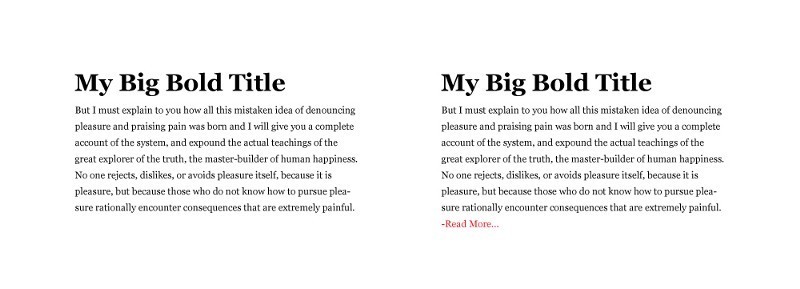 My Big Bold Title
But I must explain to you how all this mistaken idea of denouncing
pleasure and praising pain was born and I will give you a complete
account of the system, and expound the actual teachings of the
great explorer of the truth, the master-builder of human happiness.
No one rejects, dislikes, or avoids pleasure itself, because it is
pleasure, but because those who do not know how to pursue plea-
sure rationally encounter consequences that are extremely painful.
My Big Bold Title
But I must explain to you how all this mistaken idea of denouncing
pleasure and praising pain was born and I will give you a complete
account of the system, and expound the actual teachings of the
great explorer of the truth, the master-builder of human happiness.
No one rejects, dislikes, or avoids pleasure itself, because it is
pleasure, but because those who do not know how to pursue plea-
sure rationally encounter consequences that are extremely painful.
-Read More...